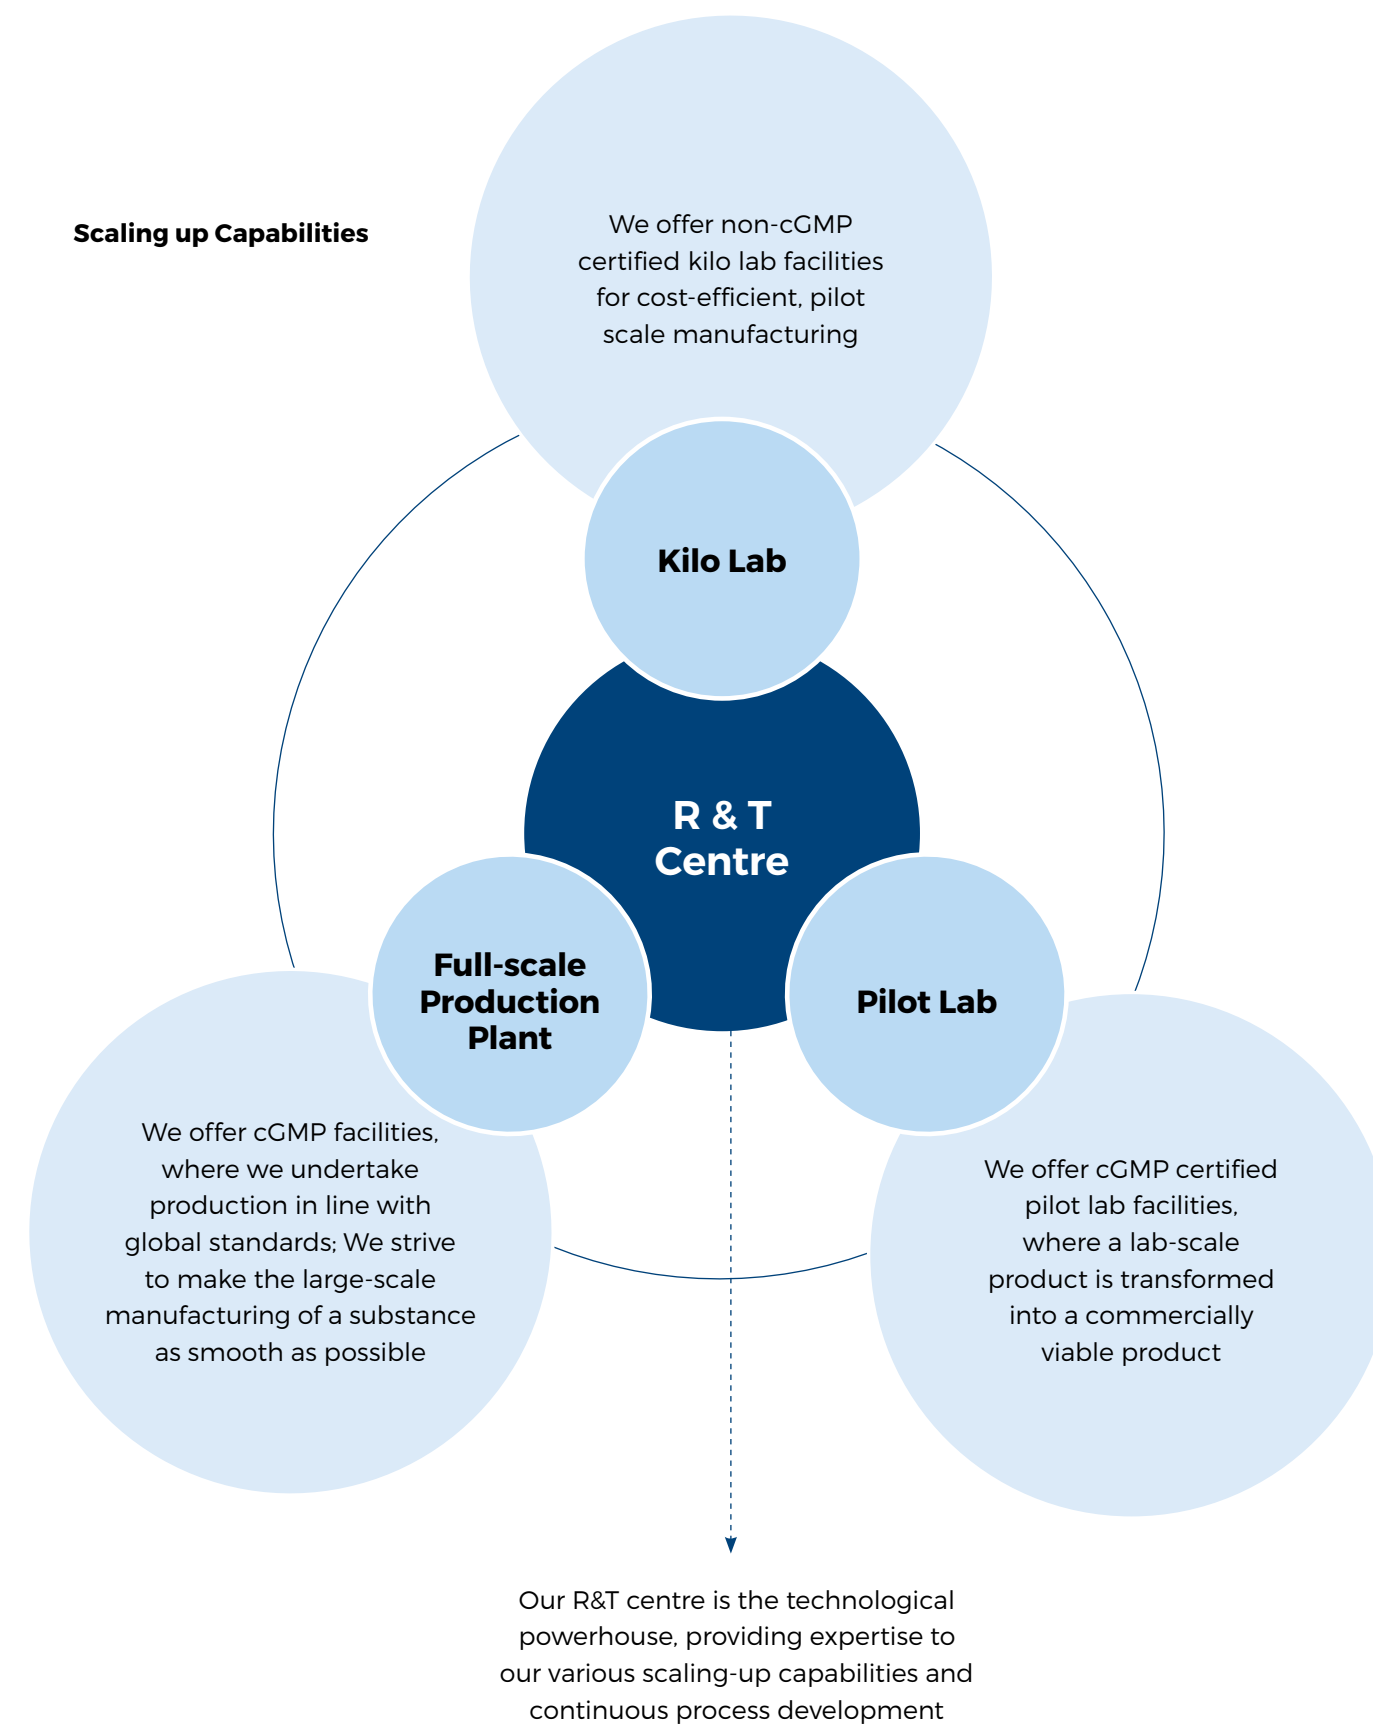 Scaling up Capabilities
We offer non-cGMP
certified kilo lab facilities
for cost-efficient, pilot
scale manufacturing
Kilo Lab
R & T
Centre
Full-scale
Production
Plant
Pilot Lab
We offer cGMP facilities,
where we undertake
production in line with
global standards; We strive
to make the large-scale
manufacturing of a substance
as smooth as possible
We offer cGMP certified
pilot lab facilities,
where a lab-scale
product is transformed
into a commercially
viable product
Our R&T centre is the technological
powerhouse, providing expertise to
our various scaling-up capabilities and
continuous process development